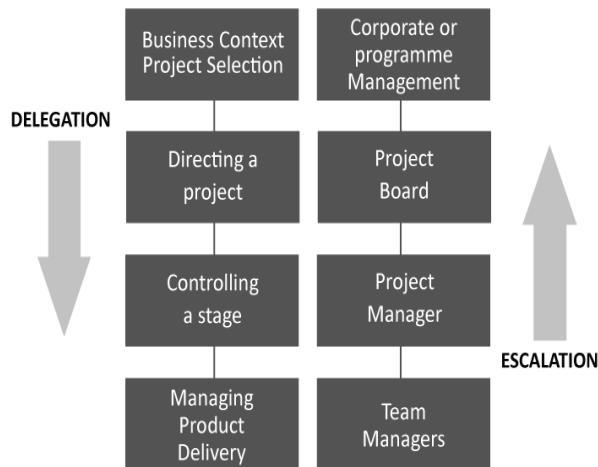 Business Context
Project Selection
Corporate or
programme
Management
DELEGATION
Directing a
project
Project
Board
Controlling
a stage
Project
Manager
ESCALATION
Managing
Product
Delivery
Team
Managers